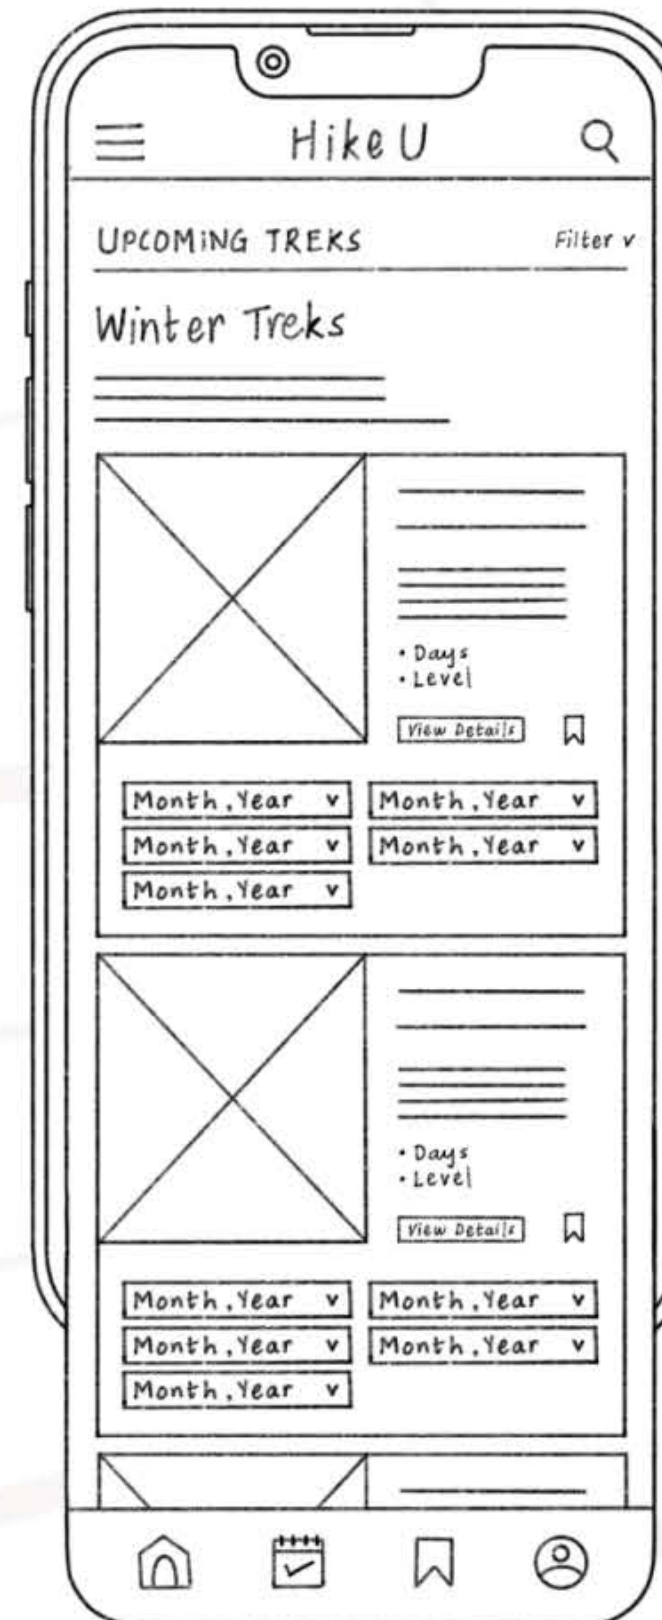 Hike U
UPCOMING TREKS Filter v
Winter Treks
• Days
• Level
View Details
Month, Year v Month, Year v
Month, Year v Month, Year v
Month, Year v
• Days
• Level
View Details
Month, Year v Month, Year v
Month, Year v Month, Year v
Month, Year v